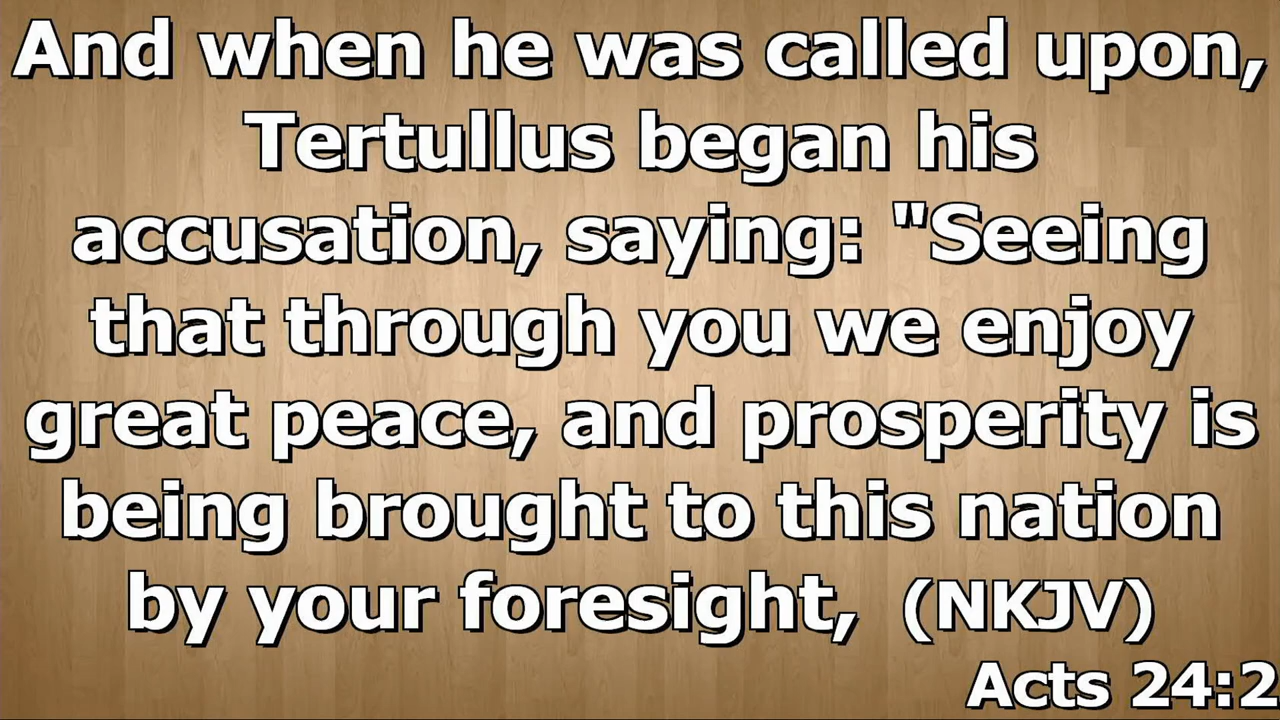 And when he was called upon,
Tertullus began his
accusation, saying: "Seeing
that through you we enjoy
great peace, and prosperity is
being brought to this nation
by your foresight, (NKJV)
Acts 24:2